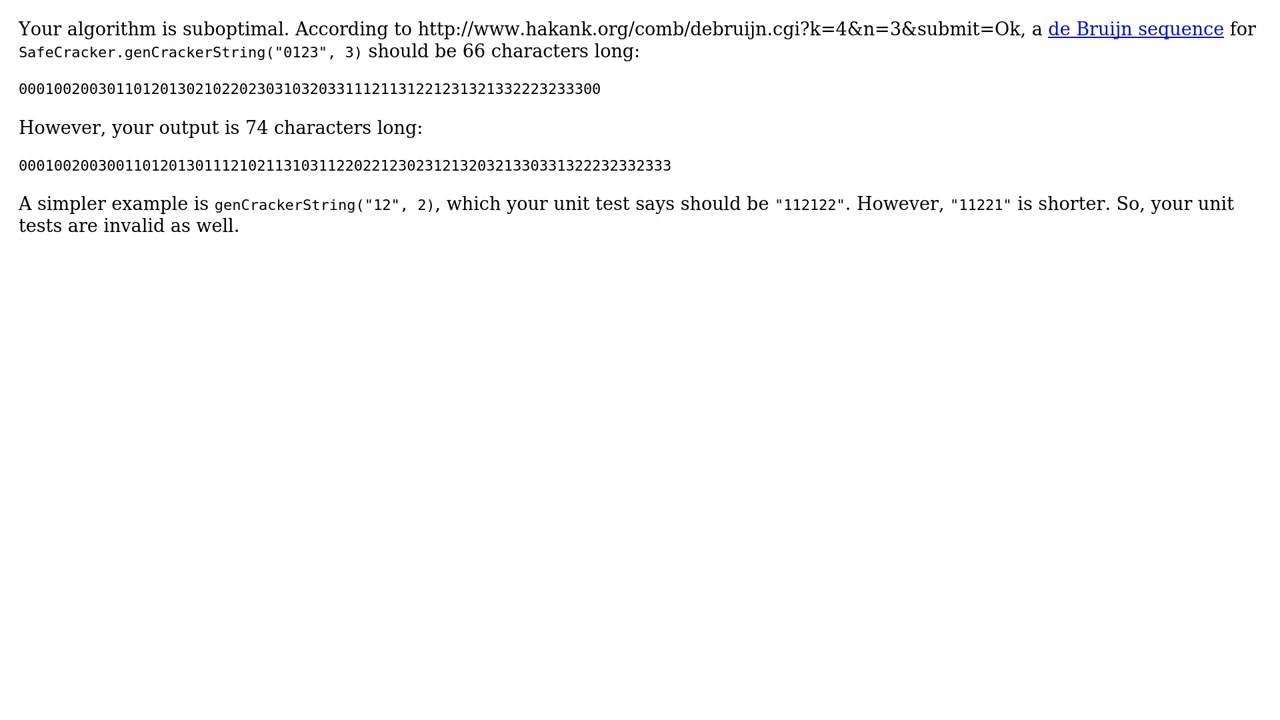 Your algorithm is suboptimal. According to http://www.hakank.org/comb/debruijn.cgi?k=4&n=3&submit=Ok, a de Bruijn sequence for
SafeCracker.genCrackerString("0123", 3) should be 66 characters long:
000100200301101201302102202303103203311121131221231321332223233300
However, your output is 74 characters long:
00010020030011012013011121021131031122022123023121320321330331322232332333
A simpler example is genCrackerString("12", 2), which your unit test says should be "112122". However, "11221" is shorter. So, your unit
tests are invalid as well.